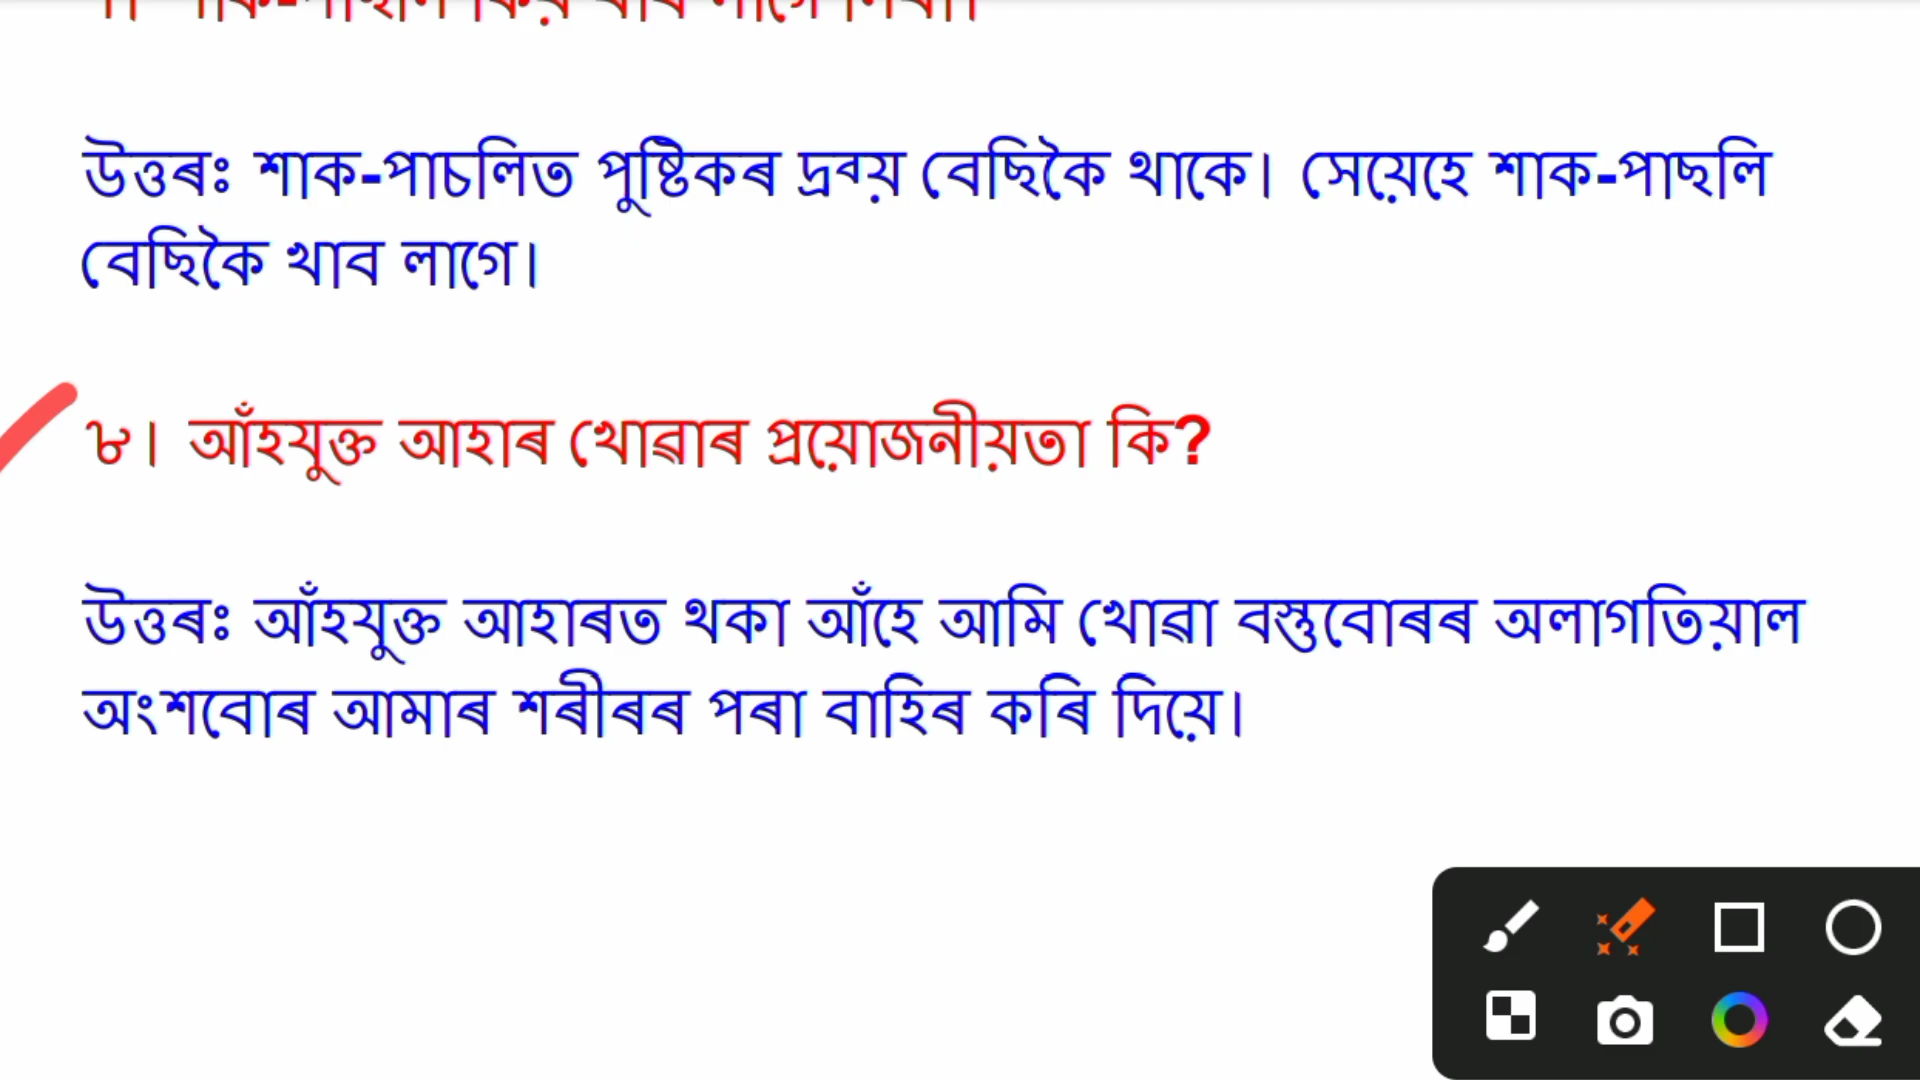 উত্তৰঃ শাক-পাচলিত পুষ্টিকৰ দ্ৰব্য় বেছিকৈ থাকে। সেয়েহে শাক-পাছলি
বেছিকৈ খাব লাগে।
৮। আঁহযুক্ত আহাৰ খোৱাৰ প্ৰয়োজনীয়তা কি?
উত্তৰঃ আঁহযুক্ত আহাৰত থকা আঁহে আমি খোৱা বস্তুবোৰৰ অলাগতিয়াল
অংশবোৰ আমাৰ শৰীৰৰ পৰা বাহিৰ কৰি দিয়ে।